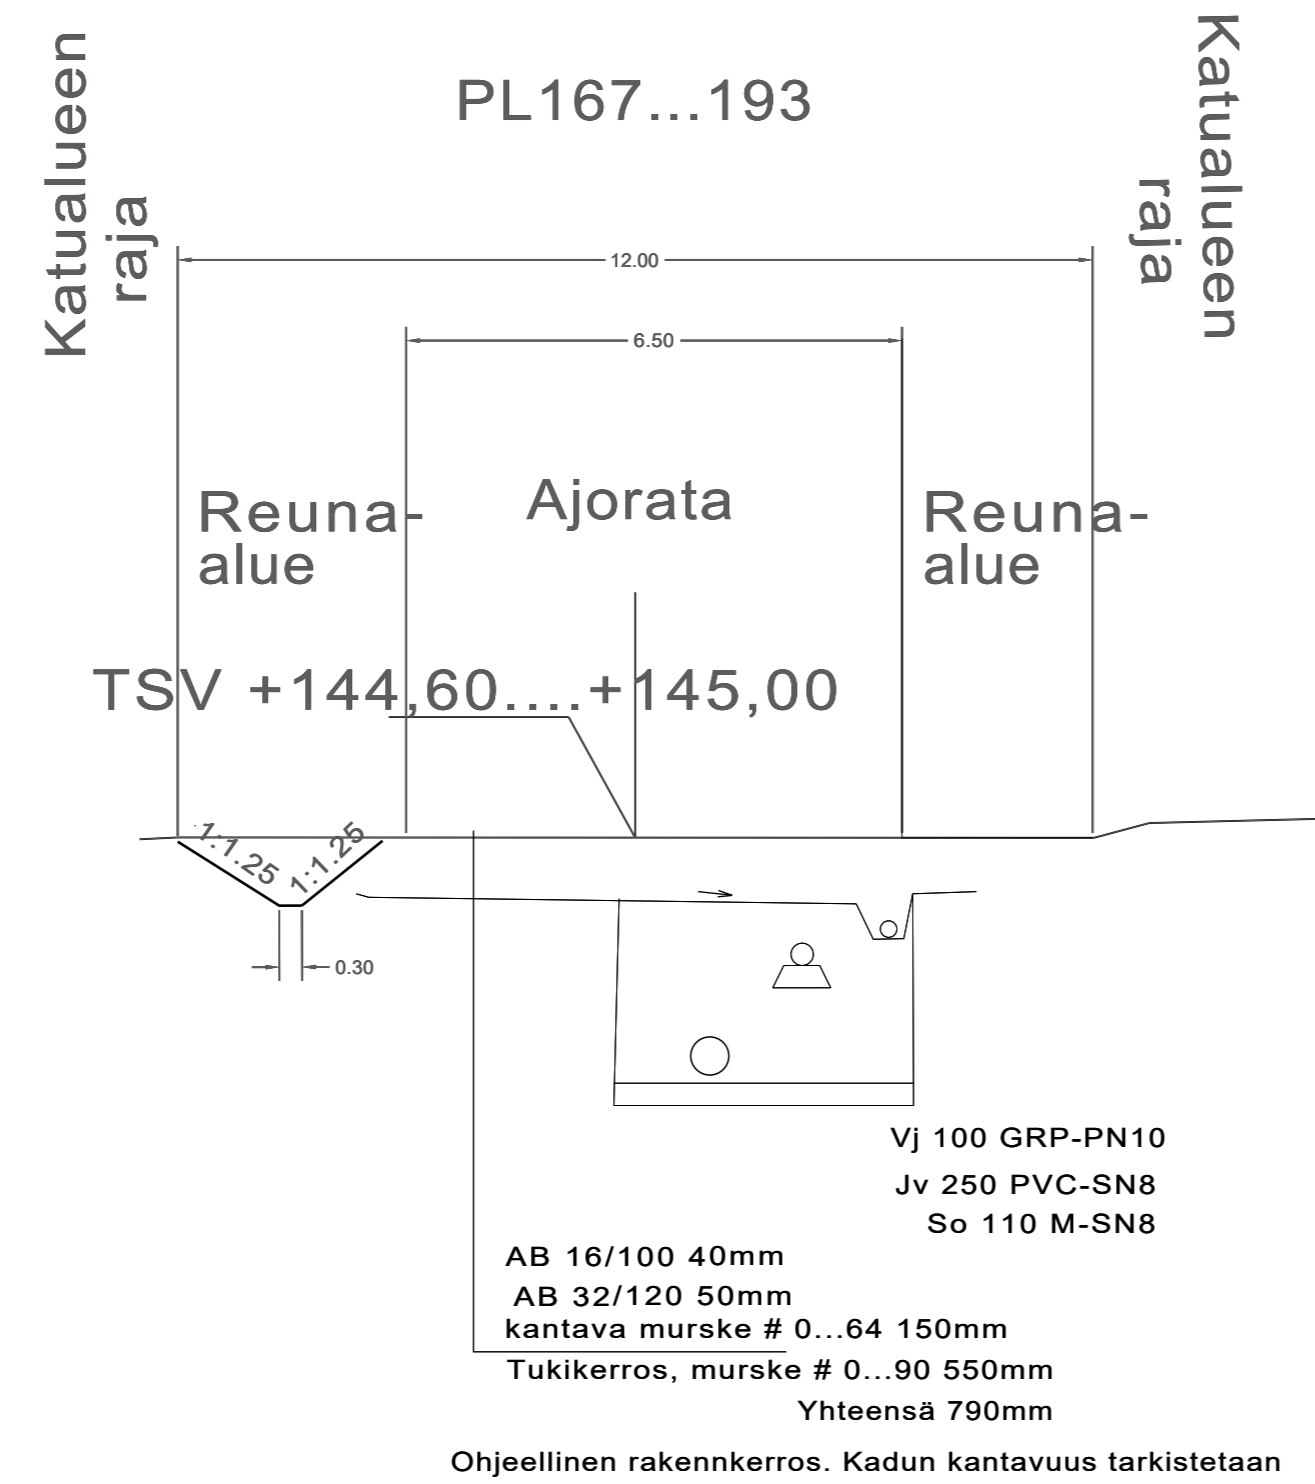 Katualueen
raja
PL167...193
Katualueen
raja
12.00
6.50
Reuna-
alue
Ajorata
Reuna-
alue
TSV +144,60....+145,00
1:1.25
1:1.25
0.30
Vj 100 GRP-PN10
Jv 250 PVC-SN8
So 110 M-SN8
AB 16/100 40mm
AB 32/120 50mm
kantava murske # 0...64 150mm
Tukikerros, murske # 0...90 550mm
Yhteensä 790mm
Ohjeellinen rakennkerros. Kadun kantavuus tarkistetaan